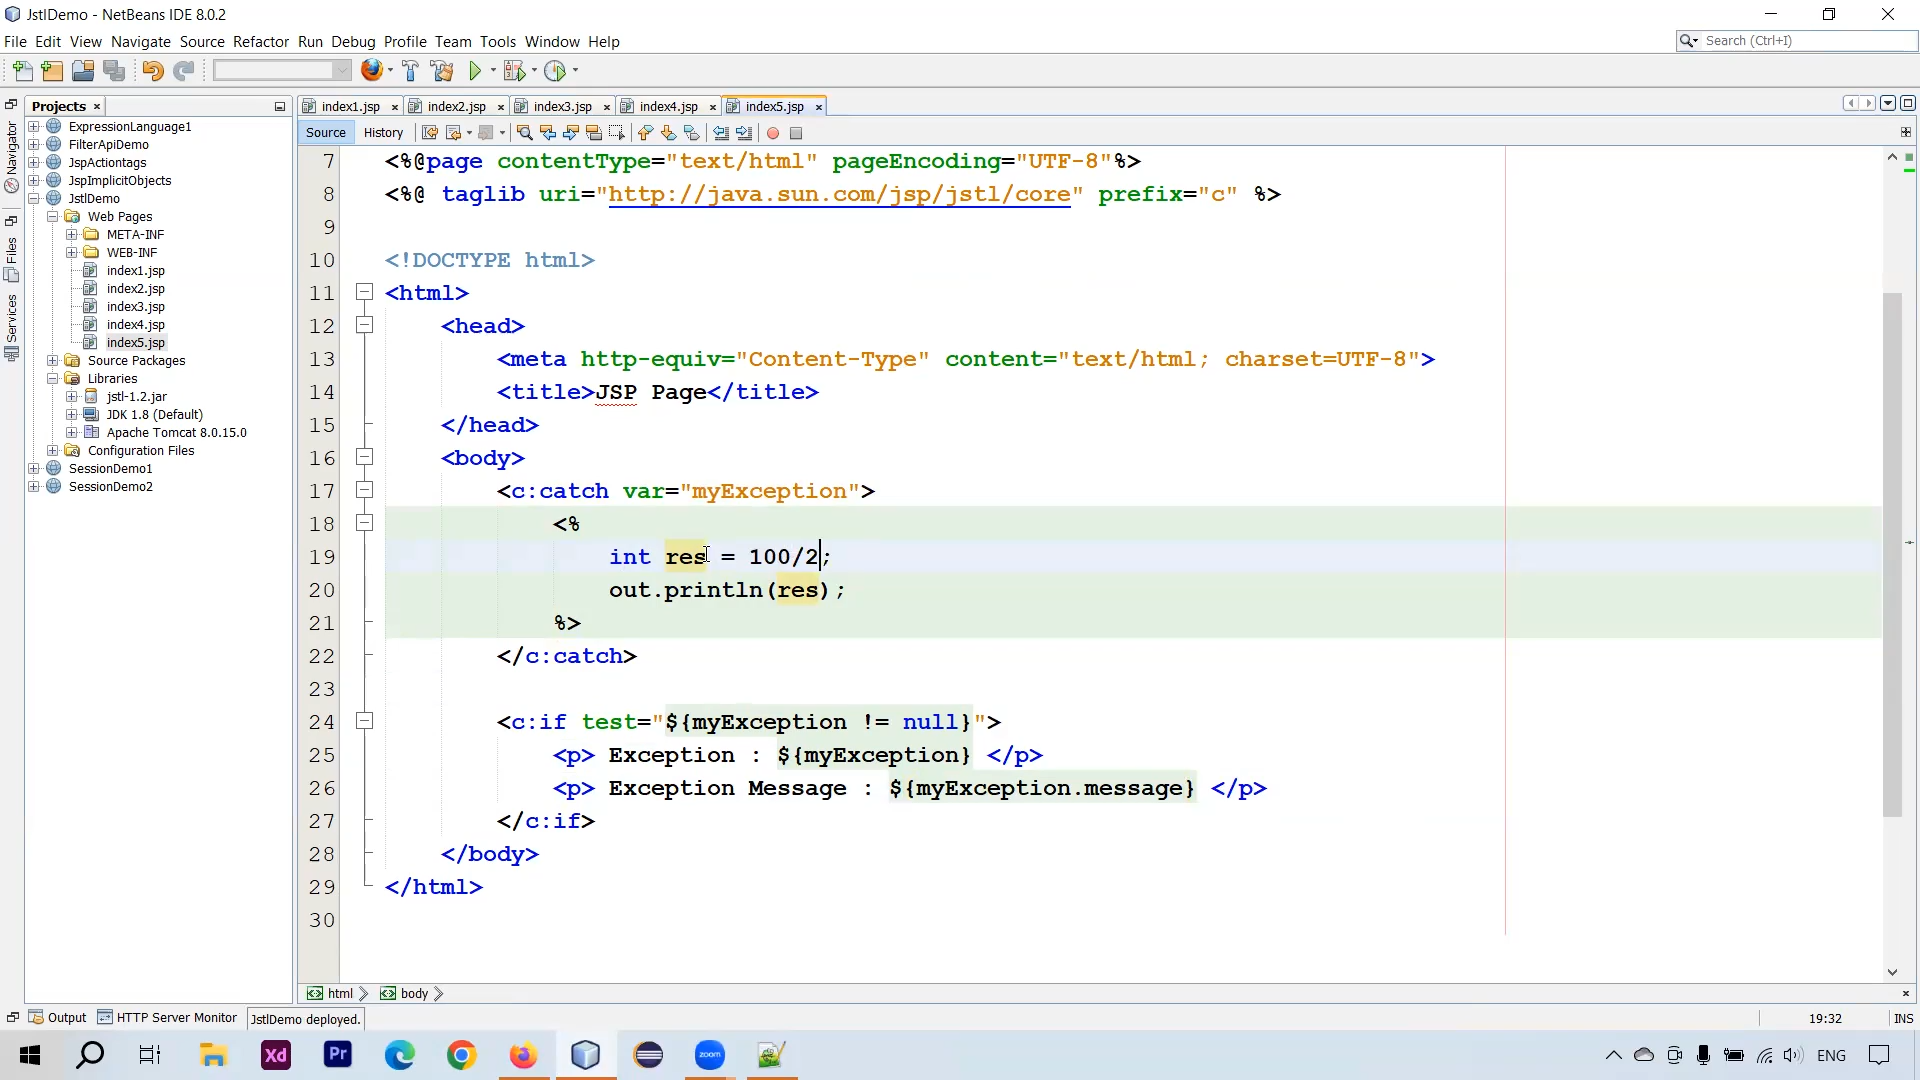 JstlDemo - NetBeans IDE 8.0.2
File Edit View Navigate Source Refactor Run Debug Profile Team Tools Window Help
Search (Ctrl+I)
Projects
index1.jsp index2.jsp index3.jsp index4.jsp index5.jsp
Source History
Navigator
Files
Services
ExpressionLanguage1
FilterApiDemo
JspActiontags
JspImplicitObjects
JstlDemo
Web Pages
META-INF
WEB-INF
index1.jsp
index2.jsp
index3.jsp
index4.jsp
index5.jsp
Source Packages
Libraries
jstl-1.2.jar
JDK 1.8 (Default)
Apache Tomcat 8.0.15.0
Configuration Files
SessionDemo1
SessionDemo2
7 <%@page contentType="text/html" pageEncoding="UTF-8"%>
8 <%@ taglib uri="http://java.sun.com/jsp/jstl/core" prefix="c" %>
9
10 <!DOCTYPE html>
11 <html>
12 <head>
13 <meta http-equiv="Content-Type" content="text/html; charset=UTF-8">
14 <title>JSP Page</title>
15 </head>
16 <body>
17 <c:catch var="myException">
18 <%
19 int res = 100/2;
20 out.println(res);
21 %>
22 </c:catch>
23
24 <c:if test="${myException != null}">
25 <p> Exception : ${myException} </p>
26 <p> Exception Message : ${myException.message} </p>
27 </c:if>
28 </body>
29 </html>
30
html body
Output HTTP Server Monitor JstlDemo deployed.
19:32 INS
Xd Pr zoom ENG